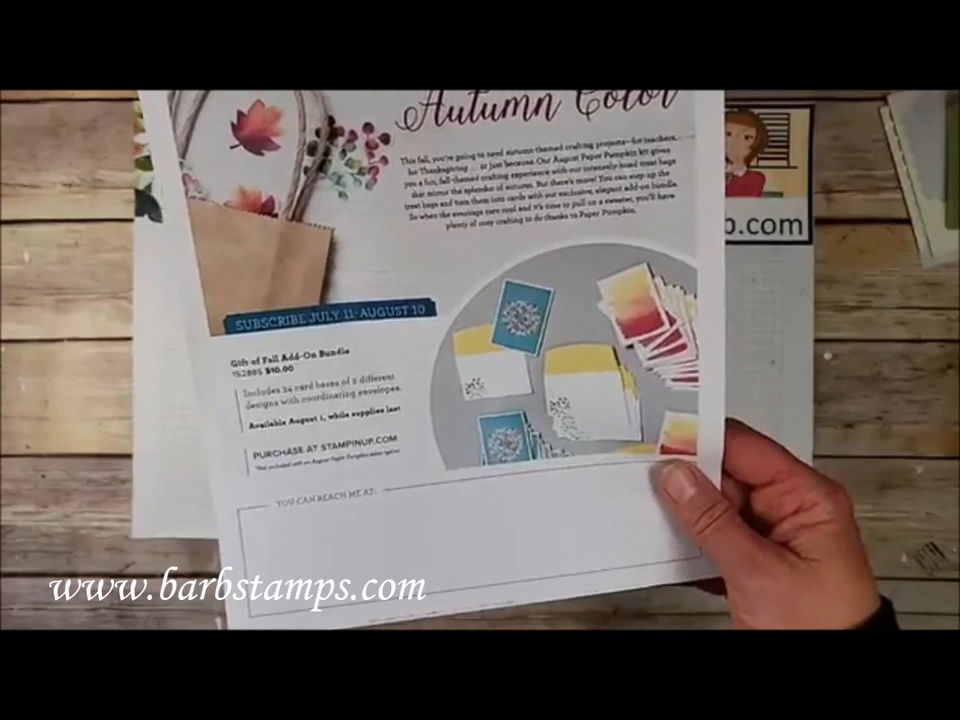 Autumn Color
This fall, you're going to need autumn-themed crafting projects—for teachers,
for Thanksgiving . . . or just because. Our August Paper Pumpkin kit gives
you a fun, fall-themed crafting experience with our intensely-hued treat bags
that mirror the splendor of autumn. But there's more! You can step up the
treat bags and turn them into cards with our exclusive, elegant add-on bundle.
So when the evenings turn cool and it's time to pull on a sweater, you'll have
plenty of cozy crafting to do thanks to Paper Pumpkin.
p.com
SUBSCRIBE JULY 11–AUGUST 10
Gift of Fall Add-On Bundle
152885 $10.00
Includes 24 card bases of 3 different
designs with coordinating envelopes.
Available August 1, while supplies last
PURCHASE AT STAMPINUP.COM
YOU CAN REACH ME AT:
www.barbstamps.com